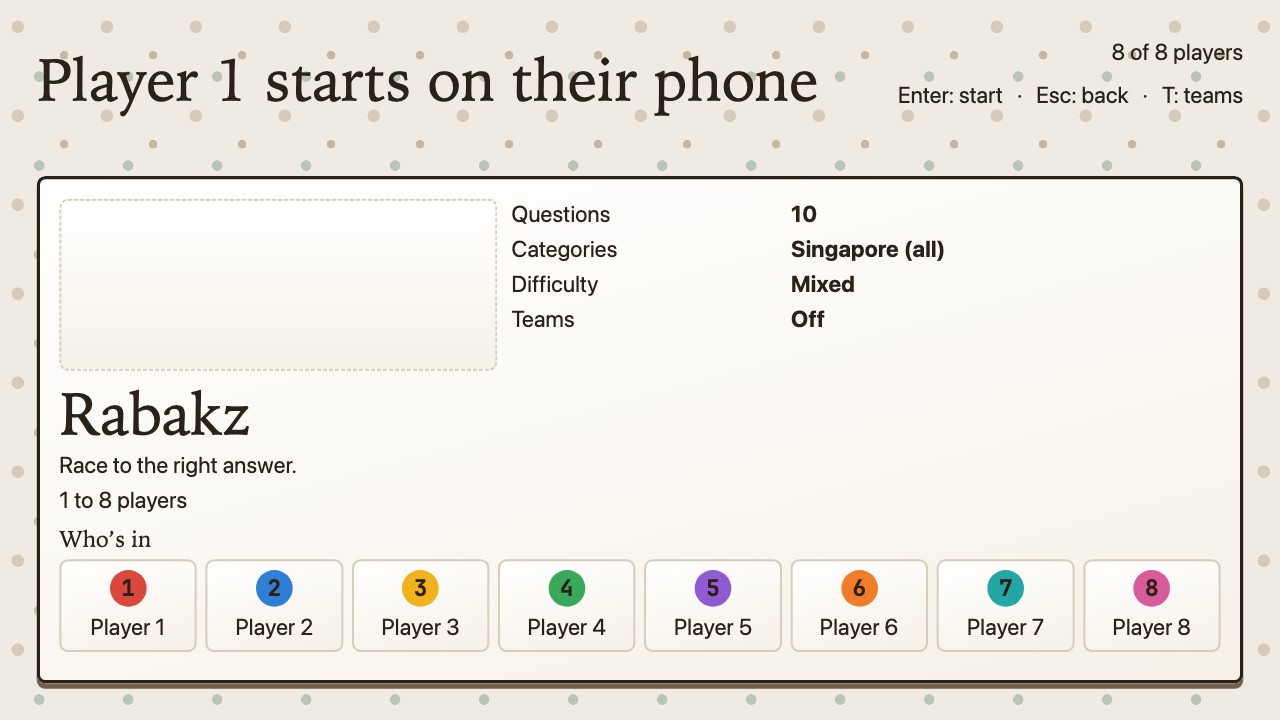 Player 1 starts on their phone
8 of 8 players
Enter: start · Esc: back · T: teams
Questions 10
Categories Singapore (all)
Difficulty Mixed
Teams Off
Rabakz
Race to the right answer.
1 to 8 players
Who's in
1 2 3 4 5 6 7 8
Player 1 Player 2 Player 3 Player 4 Player 5 Player 6 Player 7 Player 8